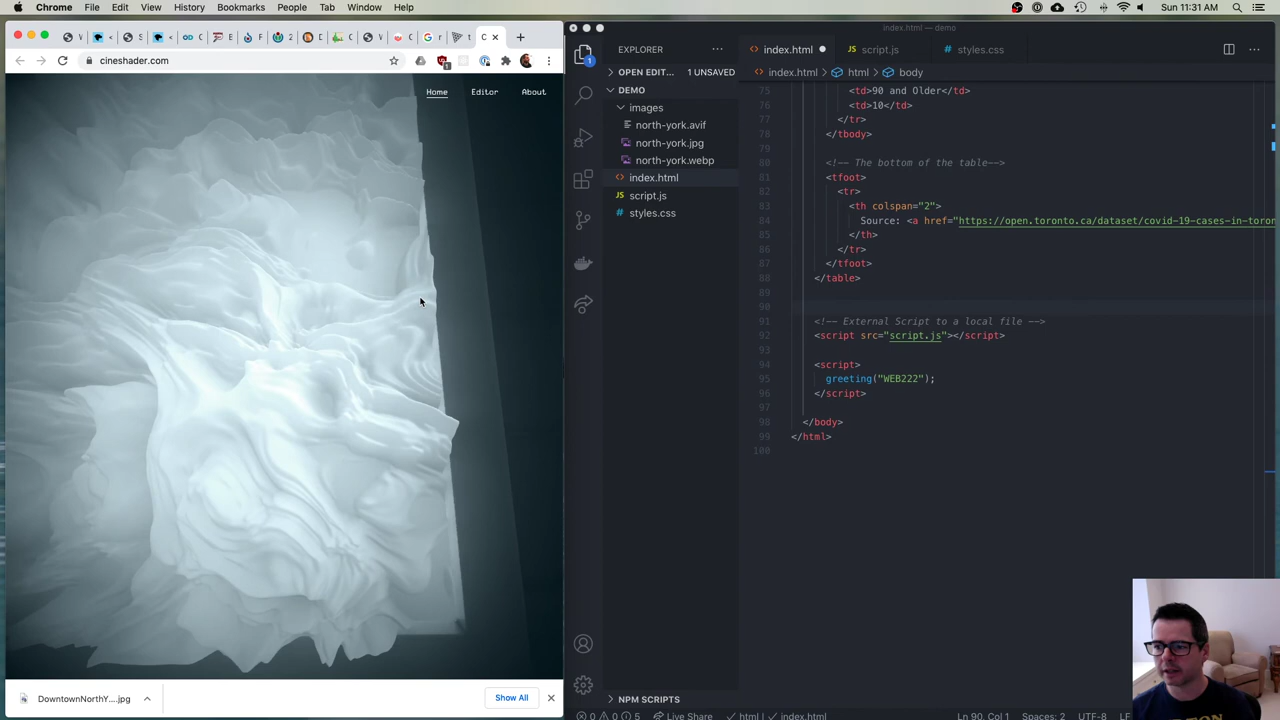 Chrome File Edit View History Bookmarks People Tab Window Help
Sun 11:31 AM
cineshader.com
Home Editor About
DowntownNorthY....jpg
Show All
index.html — demo
EXPLORER
index.html script.js styles.css
OPEN EDIT... 1 UNSAVED
index.html > html > body
DEMO
images
north-york.avif
north-york.jpg
north-york.webp
index.html
script.js
styles.css
NPM SCRIPTS
75 <td>90 and Older</td>
76 <td>10</td>
77 </tr>
78 </tbody>
79
80 <!-- The bottom of the table-->
81 <tfoot>
82 <tr>
83 <th colspan="2">
84 Source: <a href="https://open.toronto.ca/dataset/covid-19-cases-in-toron
85 </th>
86 </tr>
87 </tfoot>
88 </table>
89
90
91 <!-- External Script to a local file -->
92 <script src="script.js"></script>
93
94 <script>
95 greeting("WEB222");
96 </script>
97
98 </body>
99 </html>
100
0 0 5 Live Share html index.html Ln 90, Col 1 Spaces: 2 UTF-8 LF